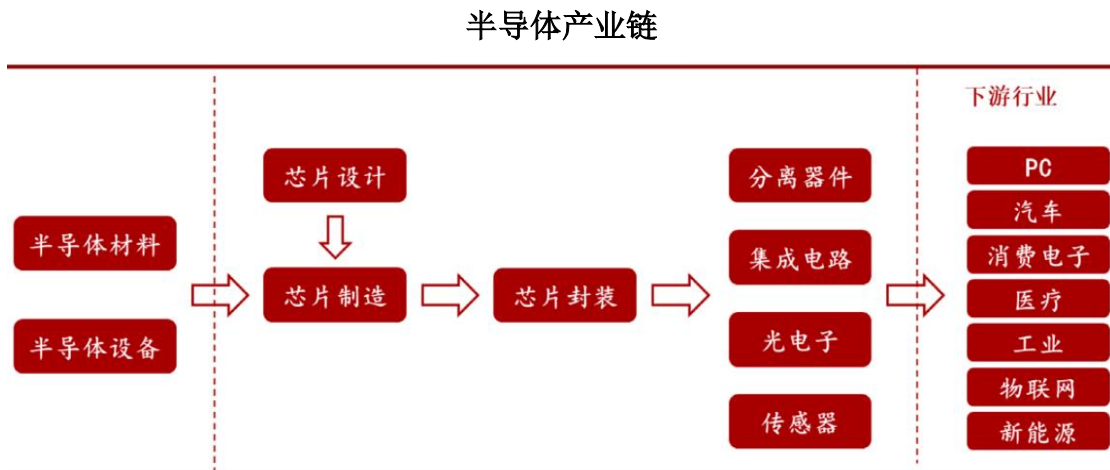 半导体产业链
下游行业
半导体材料
半导体设备
芯片设计
芯片制造
芯片封装
分离器件
集成电路
光电子
传感器
PC
汽车
消费电子
医疗
工业
物联网
新能源